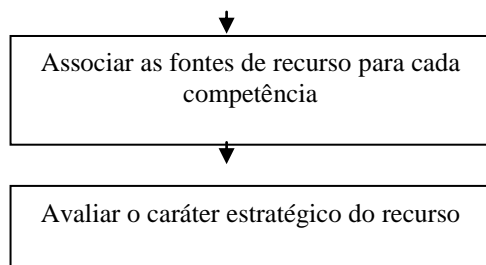 Associar as fontes de recurso para cada
competência
Avaliar o caráter estratégico do recurso